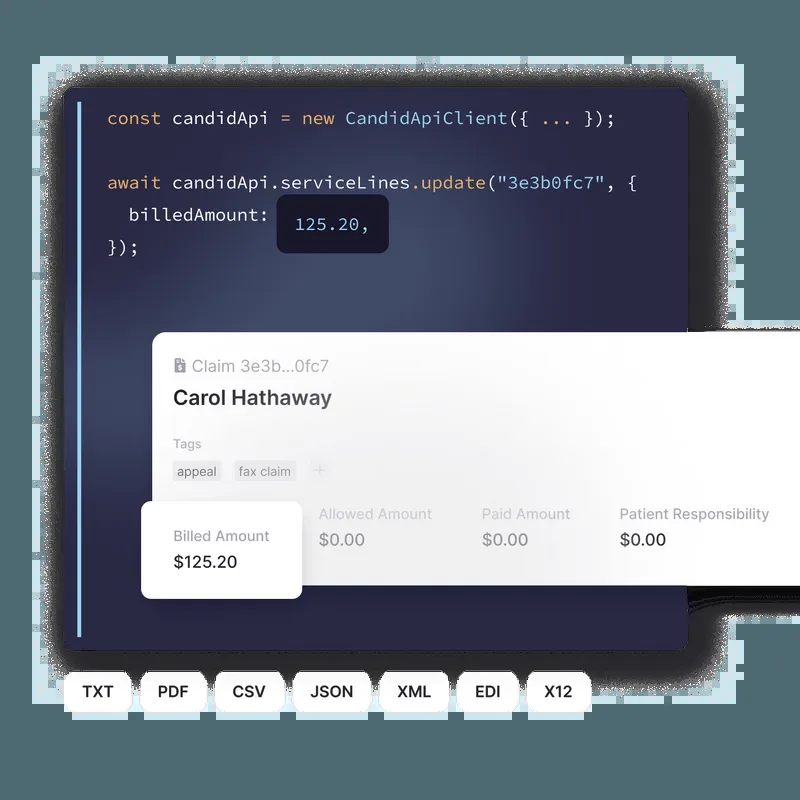 const candidApi = new CandidApiClient({ ... });
await candidApi.serviceLines.update("3e3b0fc7", {
billedAmount: 125.20,
});
Claim 3e3b...0fc7
Carol Hathaway
Tags
appeal fax claim +
Billed Amount Allowed Amount Paid Amount Patient Responsibility
$125.20 $0.00 $0.00 $0.00
TXT PDF CSV JSON XML EDI X12